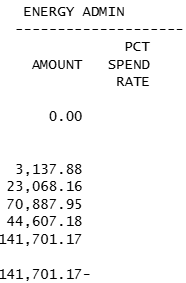 ENERGY ADMIN
--------------------
PCT
AMOUNT SPEND
RATE
0.00
3,137.88
23,068.16
70,887.95
44,607.18
141,701.17
141,701.17-